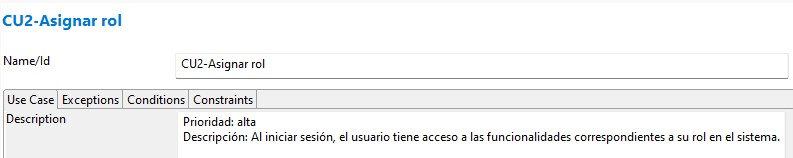 CU2-Asignar rol
Name/Id
CU2-Asignar rol
Use Case Exceptions Conditions Constraints
Description
Prioridad: alta
Descripción: Al iniciar sesión, el usuario tiene acceso a las funcionalidades correspondientes a su rol en el sistema.